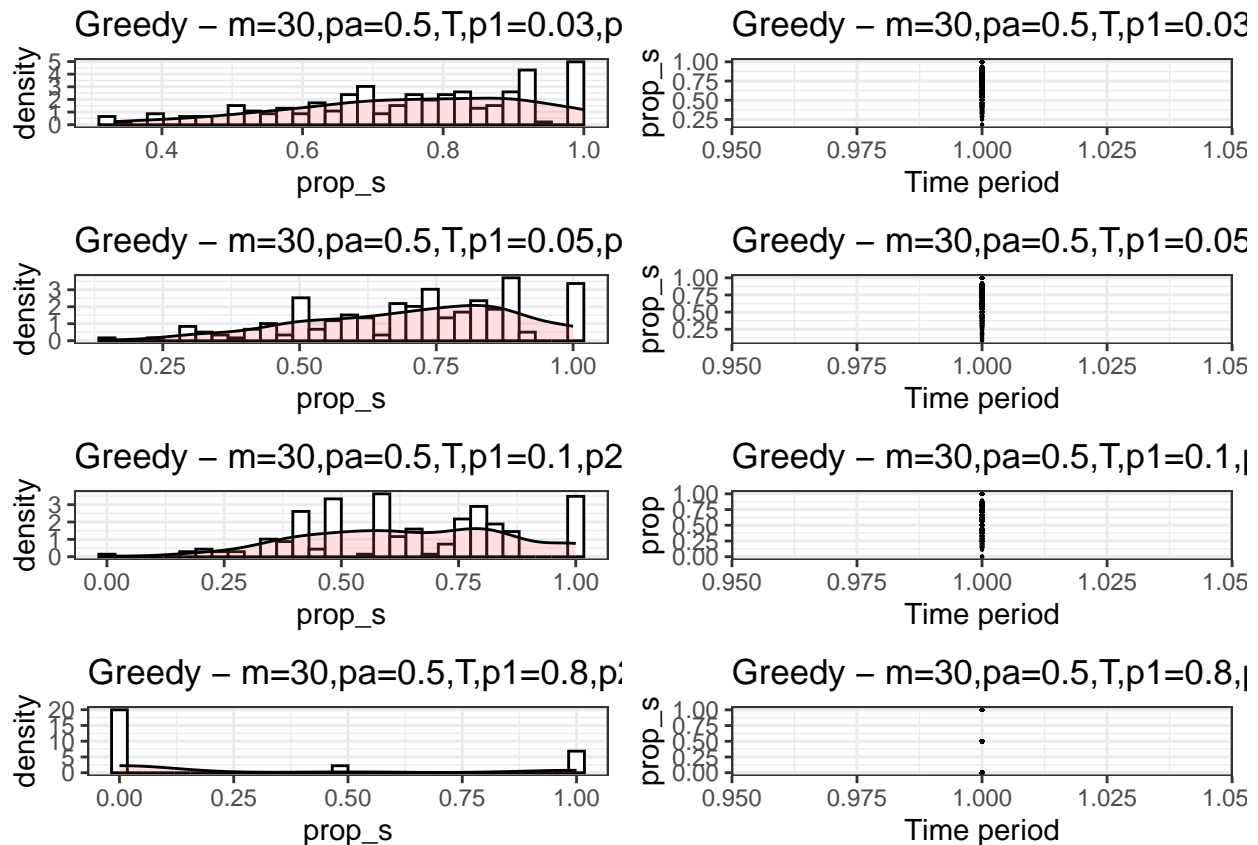 Greedy − m=30,pa=0.5,T,p1=0.03,p
density
5
4
3
2
1
0
0.4 0.6 0.8 1.0
prop_s
Greedy − m=30,pa=0.5,T,p1=0.03
prop_s
1.00
0.75
0.50
0.25
0.950 0.975 1.000 1.025 1.05
Time period
Greedy − m=30,pa=0.5,T,p1=0.05,p
density
3
2
1
0
0.25 0.50 0.75 1.00
prop_s
Greedy − m=30,pa=0.5,T,p1=0.05
prop_s
1.00
0.75
0.50
0.25
0.950 0.975 1.000 1.025 1.05
Time period
Greedy − m=30,pa=0.5,T,p1=0.1,p2
density
3
2
1
0
0.00 0.25 0.50 0.75 1.00
prop_s
Greedy − m=30,pa=0.5,T,p1=0.1,p
prop
1.00
0.75
0.50
0.25
0.00
0.950 0.975 1.000 1.025 1.05
Time period
Greedy − m=30,pa=0.5,T,p1=0.8,p2
density
20
15
10
5
0
0.00 0.25 0.50 0.75 1.00
prop_s
Greedy − m=30,pa=0.5,T,p1=0.8,p
prop_s
1.00
0.75
0.50
0.25
0.00
0.950 0.975 1.000 1.025 1.05
Time period